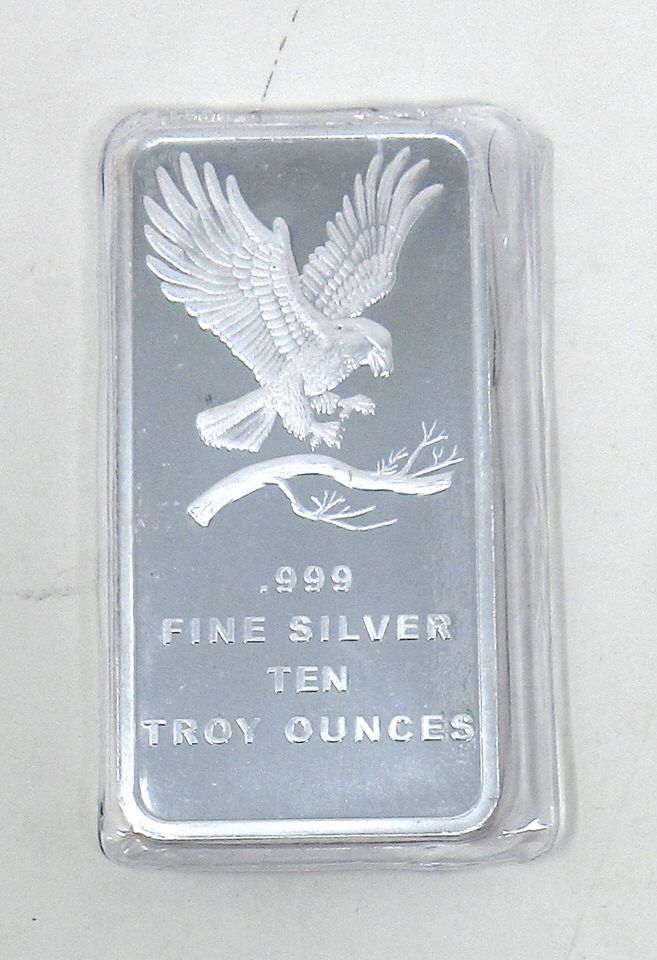 .999
FINE SILVER
TEN
TROY OUNCES